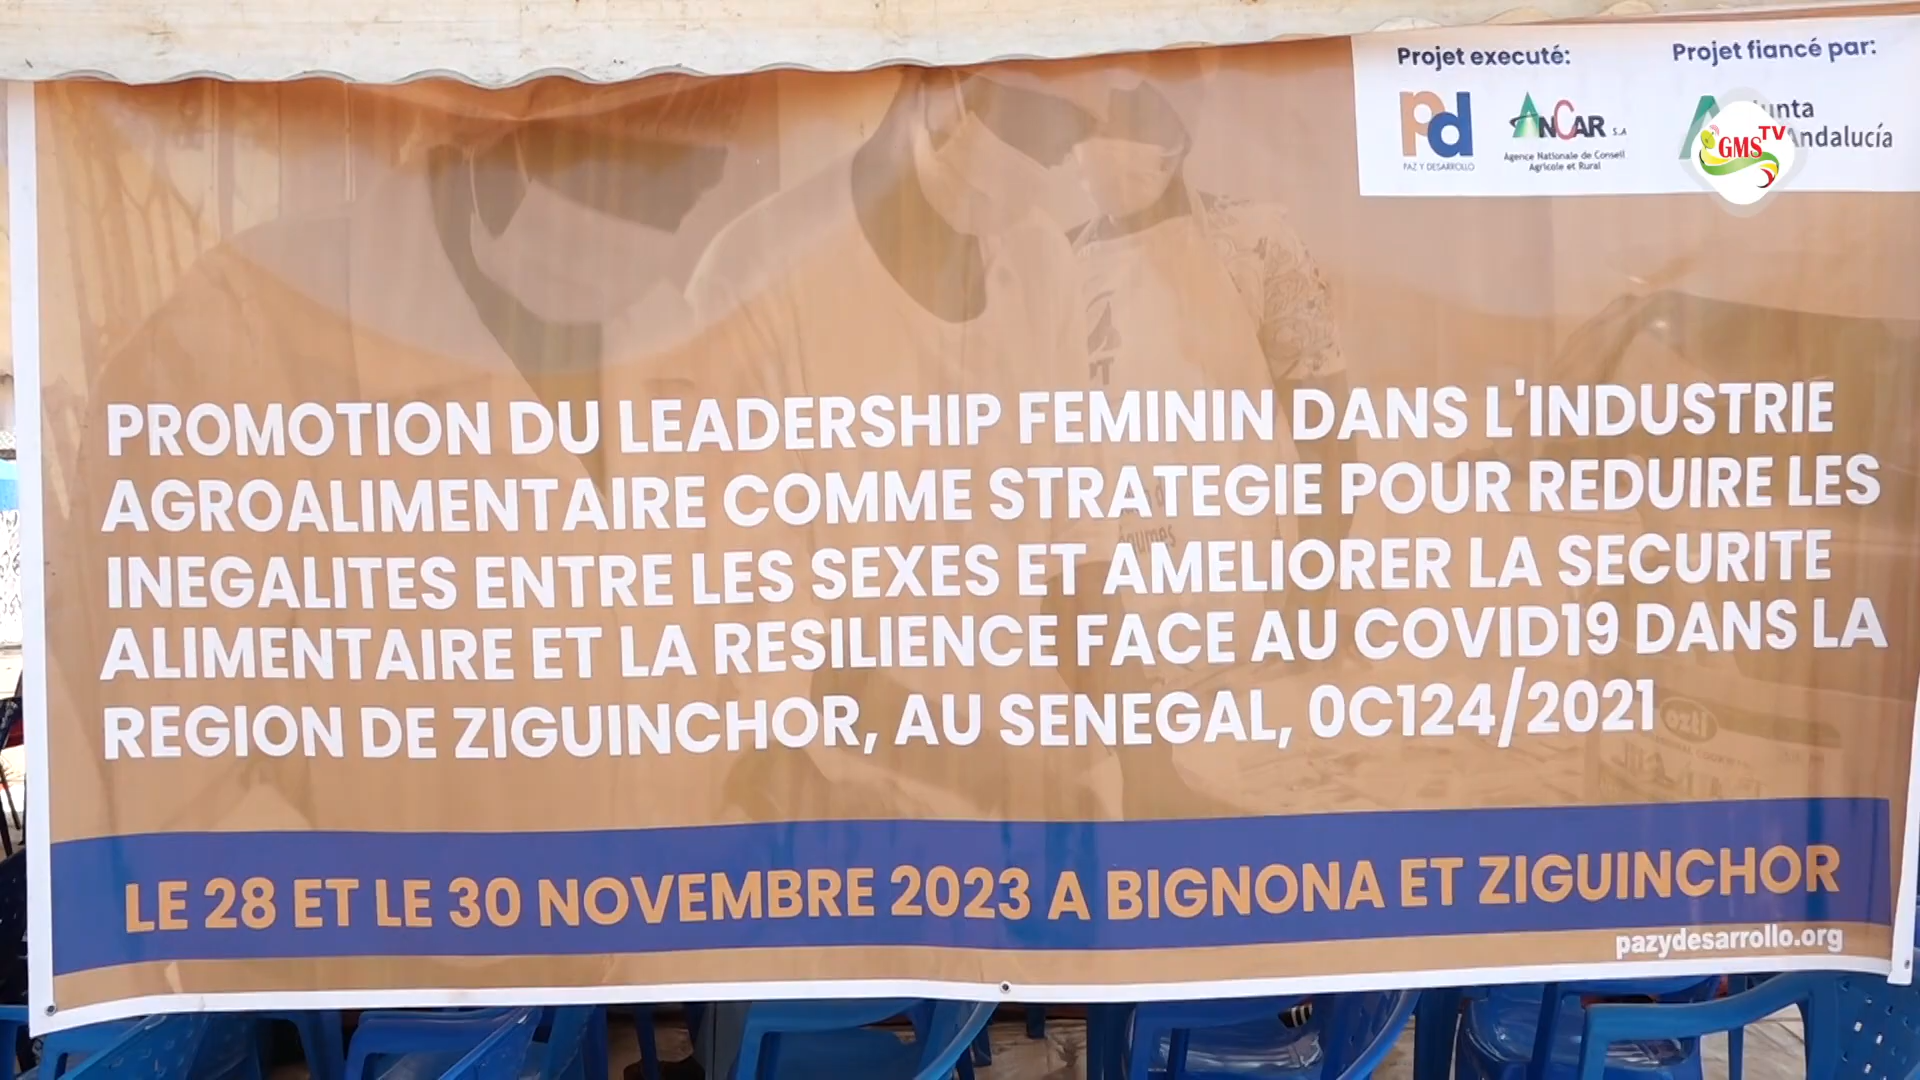 Projet executé:
Projet fiancé par:
Pd
PAZ Y DESARROLLO
ANCAR S.A
Agence Nationale de Conseil
Agricole et Rural
Andalucía
GMS TV
PROMOTION DU LEADERSHIP FEMININ DANS L'INDUSTRIE
AGROALIMENTAIRE COMME STRATEGIE POUR REDUIRE LES
INEGALITES ENTRE LES SEXES ET AMELIORER LA SECURITE
ALIMENTAIRE ET LA RESILIENCE FACE AU COVID19 DANS LA
REGION DE ZIGUINCHOR, AU SENEGAL, 0C124/2021
LE 28 ET LE 30 NOVEMBRE 2023 A BIGNONA ET ZIGUINCHOR
pazydesarrollo.org